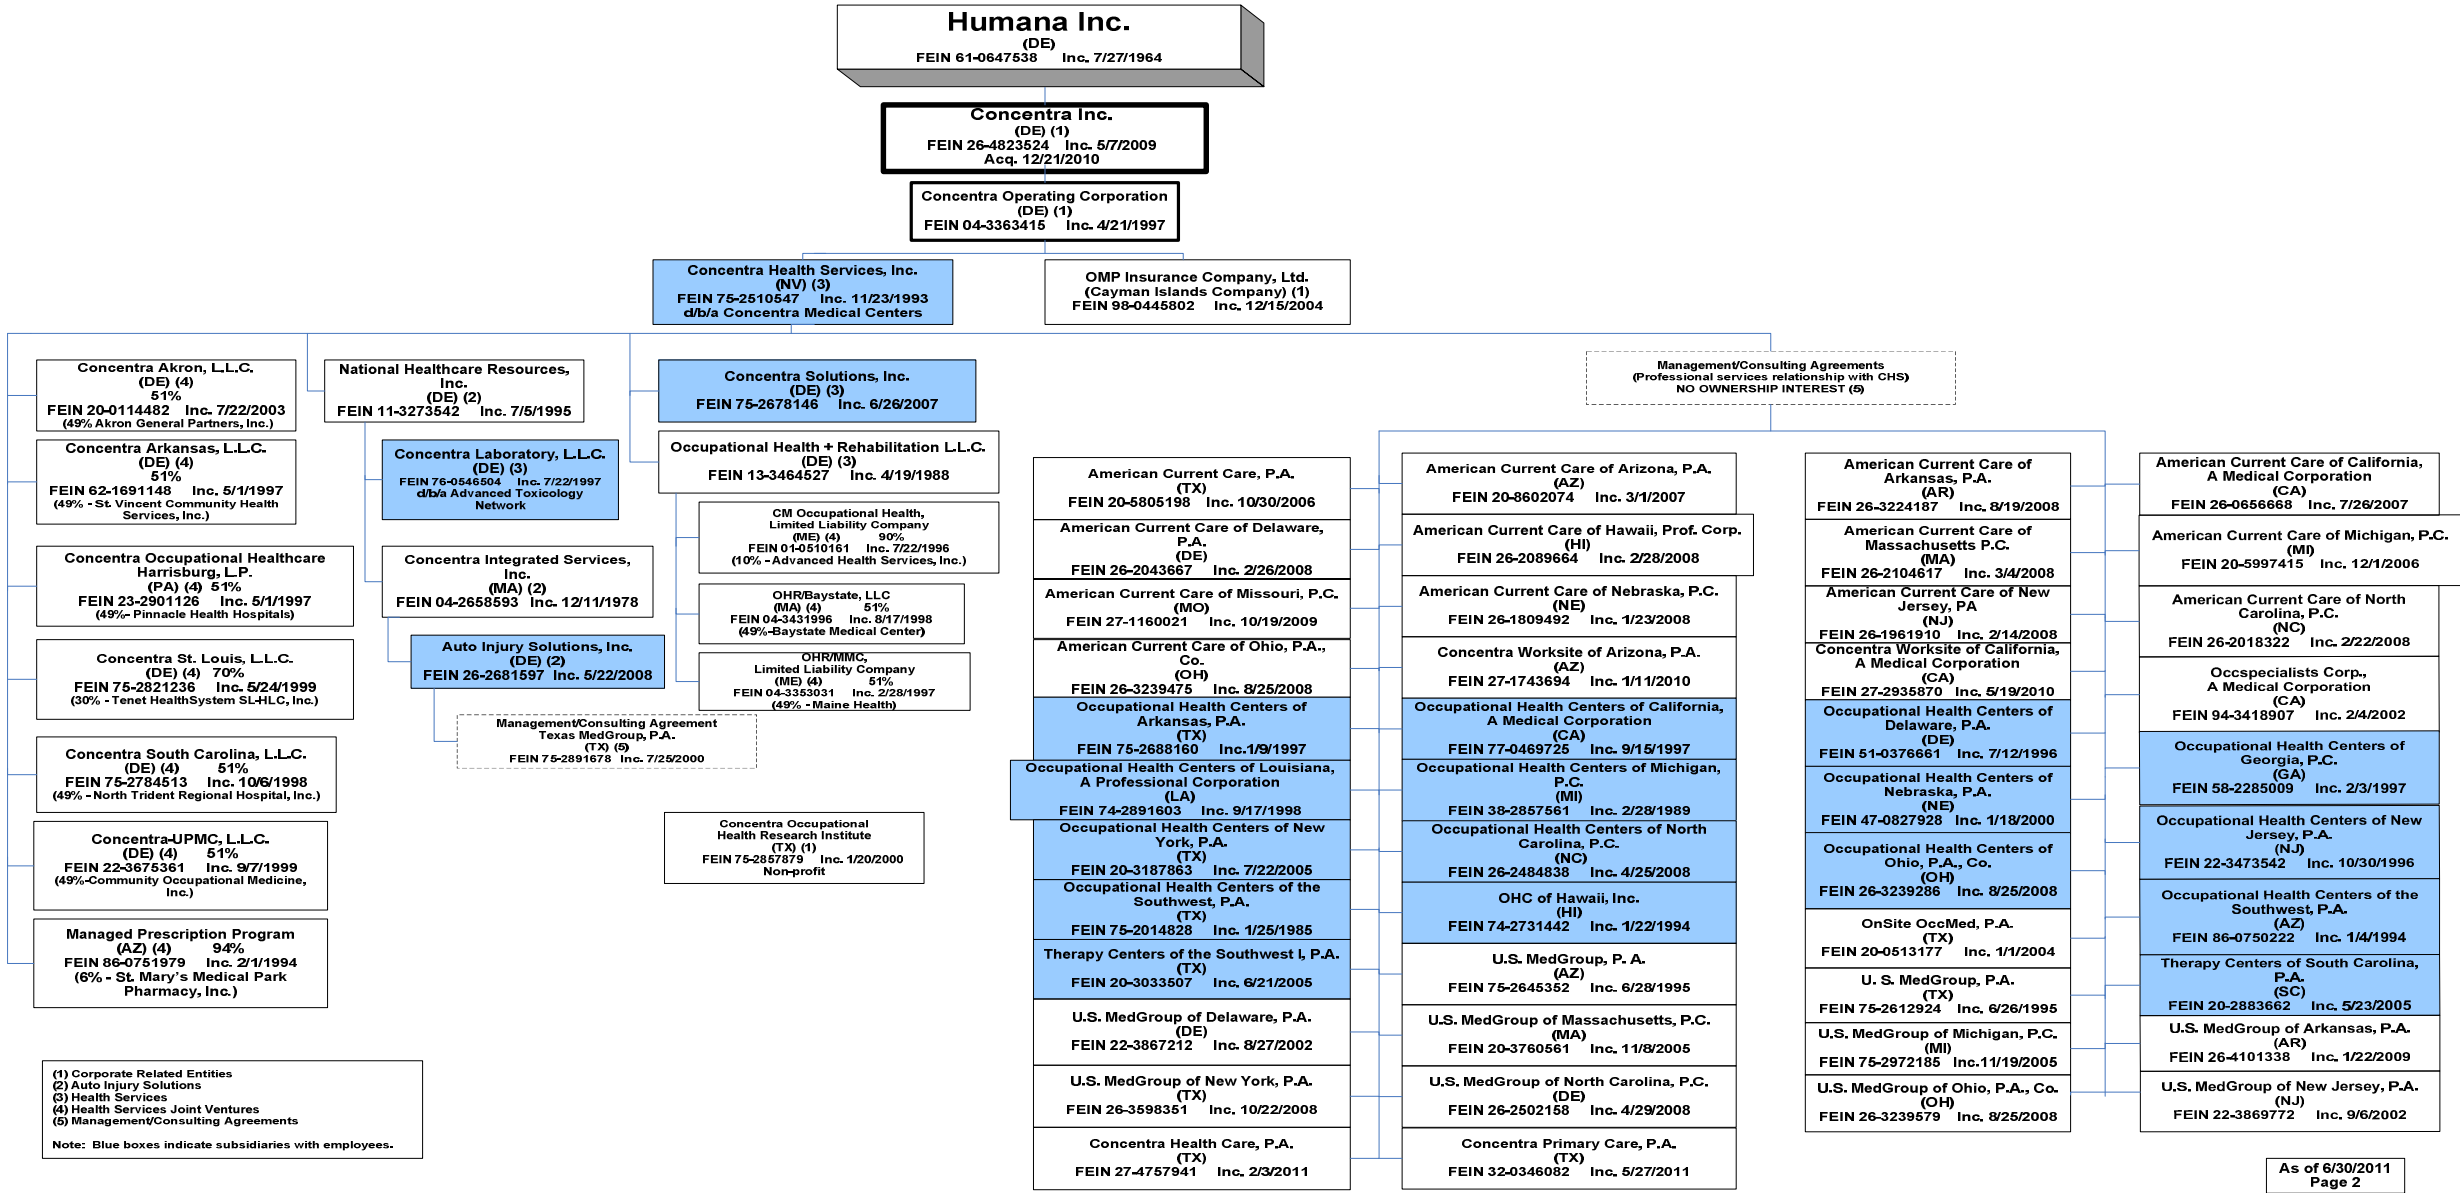 Humana Inc.
(DE)
FEIN 61-0647538 Inc. 7/27/1964
Concentra Inc.
(DE) (1)
FEIN 26-4823524 Inc. 5/7/2009
Acq. 12/21/2010
Concentra Operating Corporation
(DE) (1)
FEIN 04-3363415 Inc. 4/21/1997
Concentra Health Services, Inc.
(NV) (3)
FEIN 75-2510547 Inc. 11/23/1993
d/b/a Concentra Medical Centers
OMP Insurance Company, Ltd.
(Cayman Islands Company) (1)
FEIN 98-0445802 Inc. 12/15/2004
Concentra Akron, L.L.C.
(DE) (4)
51%
FEIN 20-0114482 Inc. 7/22/2003
(49% Akron General Partners, Inc.)
Concentra Arkansas, L.L.C.
(DE) (4)
51%
FEIN 62-1691148 Inc. 5/1/1997
(49% - St. Vincent Community Health
Services, Inc.)
Concentra Occupational Healthcare
Harrisburg, L.P.
(PA) (4) 51%
FEIN 23-2901126 Inc. 5/1/1997
(49%- Pinnacle Health Hospitals)
Concentra St. Louis, L.L.C.
(DE) (4) 70%
FEIN 75-2821236 Inc. 5/24/1999
(30% - Tenet HealthSystem SL-HLC, Inc.)
Concentra South Carolina, L.L.C.
(DE) (4) 51%
FEIN 75-2784513 Inc. 10/6/1998
(49% - North Trident Regional Hospital, Inc.)
Concentra-UPMC, L.L.C.
(DE) (4) 51%
FEIN 22-3675361 Inc. 9/7/1999
(49%-Community Occupational Medicine,
Inc.)
Managed Prescription Program
(AZ) (4) 94%
FEIN 86-0751979 Inc. 2/1/1994
(6% - St. Mary's Medical Park
Pharmacy, Inc.)
National Healthcare Resources,
Inc.
(DE) (2)
FEIN 11-3273542 Inc. 7/5/1995
Concentra Laboratory, L.L.C.
(DE) (3)
FEIN 76-0546504 Inc. 7/22/1997
d/b/a Advanced Toxicology
Network
Concentra Integrated Services,
Inc.
(MA) (2)
FEIN 04-2658593 Inc. 12/11/1978
Auto Injury Solutions, Inc.
(DE) (2)
FEIN 26-2681597 Inc. 5/22/2008
Management/Consulting Agreement
Texas MedGroup, P.A.
(TX) (5)
FEIN 75-2891678 Inc. 7/25/2000
Concentra Solutions, Inc.
(DE) (3)
FEIN 75-2678146 Inc. 6/26/2007
Occupational Health + Rehabilitation L.L.C.
(DE) (3)
FEIN 13-3464527 Inc. 4/19/1988
CM Occupational Health,
Limited Liability Company
(ME) (4) 90%
FEIN 01-0510161 Inc. 7/22/1996
(10% - Advanced Health Services, Inc.)
OHR/Baystate, LLC
(MA) (4) 51%
FEIN 04-3431996 Inc. 8/17/1998
(49%-Baystate Medical Center)
OHR/MMC,
Limited Liability Company
(ME) (4) 51%
FEIN 04-3353031 Inc. 2/28/1997
(49% - Maine Health)
Concentra Occupational
Health Research Institute
(TX) (1)
FEIN 75-2857879 Inc. 1/20/2000
Non-profit
Management/Consulting Agreements
(Professional services relationship with CHS)
NO OWNERSHIP INTEREST (5)
American Current Care, P.A.
(TX)
FEIN 20-5805198 Inc. 10/30/2006
American Current Care of Delaware,
P.A.
(DE)
FEIN 26-2043667 Inc. 2/26/2008
American Current Care of Missouri, P.C.
(MO)
FEIN 27-1160021 Inc. 10/19/2009
American Current Care of Ohio, P.A.,
Co.
(OH)
FEIN 26-3239475 Inc. 8/25/2008
Occupational Health Centers of
Arkansas, P.A.
(TX)
FEIN 75-2688160 Inc.1/9/1997
Occupational Health Centers of Louisiana,
A Professional Corporation
(LA)
FEIN 74-2891603 Inc. 9/17/1998
Occupational Health Centers of New
York, P.A.
(TX)
FEIN 20-3187863 Inc. 7/22/2005
Occupational Health Centers of the
Southwest, P.A.
(TX)
FEIN 75-2014828 Inc. 1/25/1985
Therapy Centers of the Southwest I, P.A.
(TX)
FEIN 20-3033507 Inc. 6/21/2005
U.S. MedGroup of Delaware, P.A.
(DE)
FEIN 22-3867212 Inc. 8/27/2002
U.S. MedGroup of New York, P.A.
(TX)
FEIN 26-3598351 Inc. 10/22/2008
Concentra Health Care, P.A.
(TX)
FEIN 27-4757941 Inc. 2/3/2011
American Current Care of Arizona, P.A.
(AZ)
FEIN 20-8602074 Inc. 3/1/2007
American Current Care of Hawaii, Prof. Corp.
(HI)
FEIN 26-2089664 Inc. 2/28/2008
American Current Care of Nebraska, P.C.
(NE)
FEIN 26-1809492 Inc. 1/23/2008
Concentra Worksite of Arizona, P.A.
(AZ)
FEIN 27-1743694 Inc. 1/11/2010
Occupational Health Centers of California,
A Medical Corporation
(CA)
FEIN 77-0469725 Inc. 9/15/1997
Occupational Health Centers of Michigan,
P.C.
(MI)
FEIN 38-2857561 Inc. 2/28/1989
Occupational Health Centers of North
Carolina, P.C.
(NC)
FEIN 26-2484838 Inc. 4/25/2008
OHC of Hawaii, Inc.
(HI)
FEIN 74-2731442 Inc. 1/22/1994
U.S. MedGroup, P. A.
(AZ)
FEIN 75-2645352 Inc. 6/28/1995
U.S. MedGroup of Massachusetts, P.C.
(MA)
FEIN 20-3760561 Inc. 11/8/2005
U.S. MedGroup of North Carolina, P.C.
(DE)
FEIN 26-2502158 Inc. 4/29/2008
Concentra Primary Care, P.A.
(TX)
FEIN 32-0346082 Inc. 5/27/2011
American Current Care of
Arkansas, P.A.
(AR)
FEIN 26-3224187 Inc. 8/19/2008
American Current Care of
Massachusetts P.C.
(MA)
FEIN 26-2104617 Inc. 3/4/2008
American Current Care of New
Jersey, PA
(NJ)
FEIN 26-1961910 Inc. 2/14/2008
Concentra Worksite of California,
A Medical Corporation
(CA)
FEIN 27-2935870 Inc. 5/19/2010
Occupational Health Centers of
Delaware, P.A.
(DE)
FEIN 51-0376661 Inc. 7/12/1996
Occupational Health Centers of
Nebraska, P.A.
(NE)
FEIN 47-0827928 Inc. 1/18/2000
Occupational Health Centers of
Ohio, P.A., Co.
(OH)
FEIN 26-3239286 Inc. 8/25/2008
OnSite OccMed, P.A.
(TX)
FEIN 20-0513177 Inc. 1/1/2004
U. S. MedGroup, P.A.
(TX)
FEIN 75-2612924 Inc. 6/26/1995
U.S. MedGroup of Michigan, P.C.
(MI)
FEIN 75-2972185 Inc.11/19/2005
U.S. MedGroup of Ohio, P.A., Co.
(OH)
FEIN 26-3239579 Inc. 8/25/2008
American Current Care of California,
A Medical Corporation
(CA)
FEIN 26-0656668 Inc. 7/26/2007
American Current Care of Michigan, P.C.
(MI)
FEIN 20-5997415 Inc. 12/1/2006
American Current Care of North
Carolina, P.C.
(NC)
FEIN 26-2018322 Inc. 2/22/2008
Occspecialists Corp.,
A Medical Corporation
(CA)
FEIN 94-3418907 Inc. 2/4/2002
Occupational Health Centers of
Georgia, P.C.
(GA)
FEIN 58-2285009 Inc. 2/3/1997
Occupational Health Centers of New
Jersey, P.A.
(NJ)
FEIN 22-3473542 Inc. 10/30/1996
Occupational Health Centers of the
Southwest, P.A.
(AZ)
FEIN 86-0750222 Inc. 1/4/1994
Therapy Centers of South Carolina,
P.A.
(SC)
FEIN 20-2883662 Inc. 5/23/2005
U.S. MedGroup of Arkansas, P.A.
(AR)
FEIN 26-4101338 Inc. 1/22/2009
U.S. MedGroup of New Jersey, P.A.
(NJ)
FEIN 22-3869772 Inc. 9/6/2002
(1) Corporate Related Entities
(2) Auto Injury Solutions
(3) Health Services
(4) Health Services Joint Ventures
(5) Management/Consulting Agreements
Note: Blue boxes indicate subsidiaries with employees.
As of 6/30/2011
Page 2